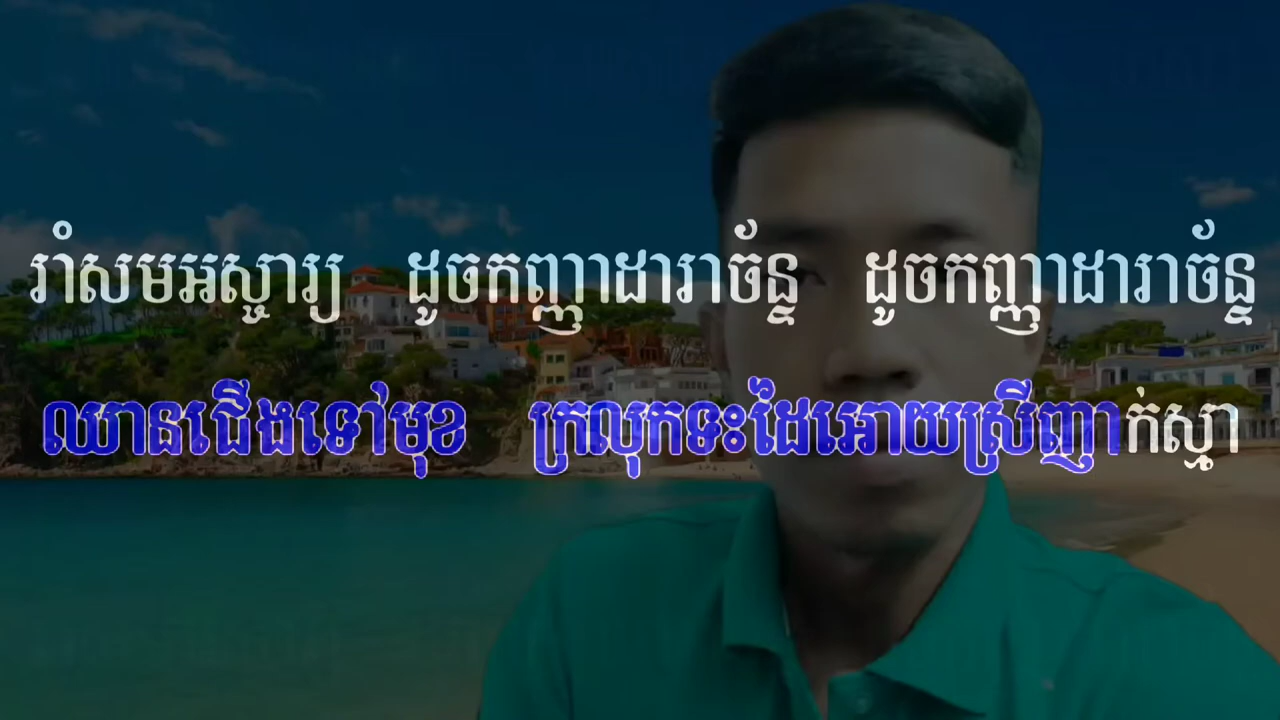 រាំសមអស្ចារ្យ ដូចកញ្ញាដារាច័ន្ទ ដូចកញ្ញាដារាច័ន្ទ
ឈានជើងទៅមុខ ក្រលុកទះដៃអោយស្រីញាក់ស្មា